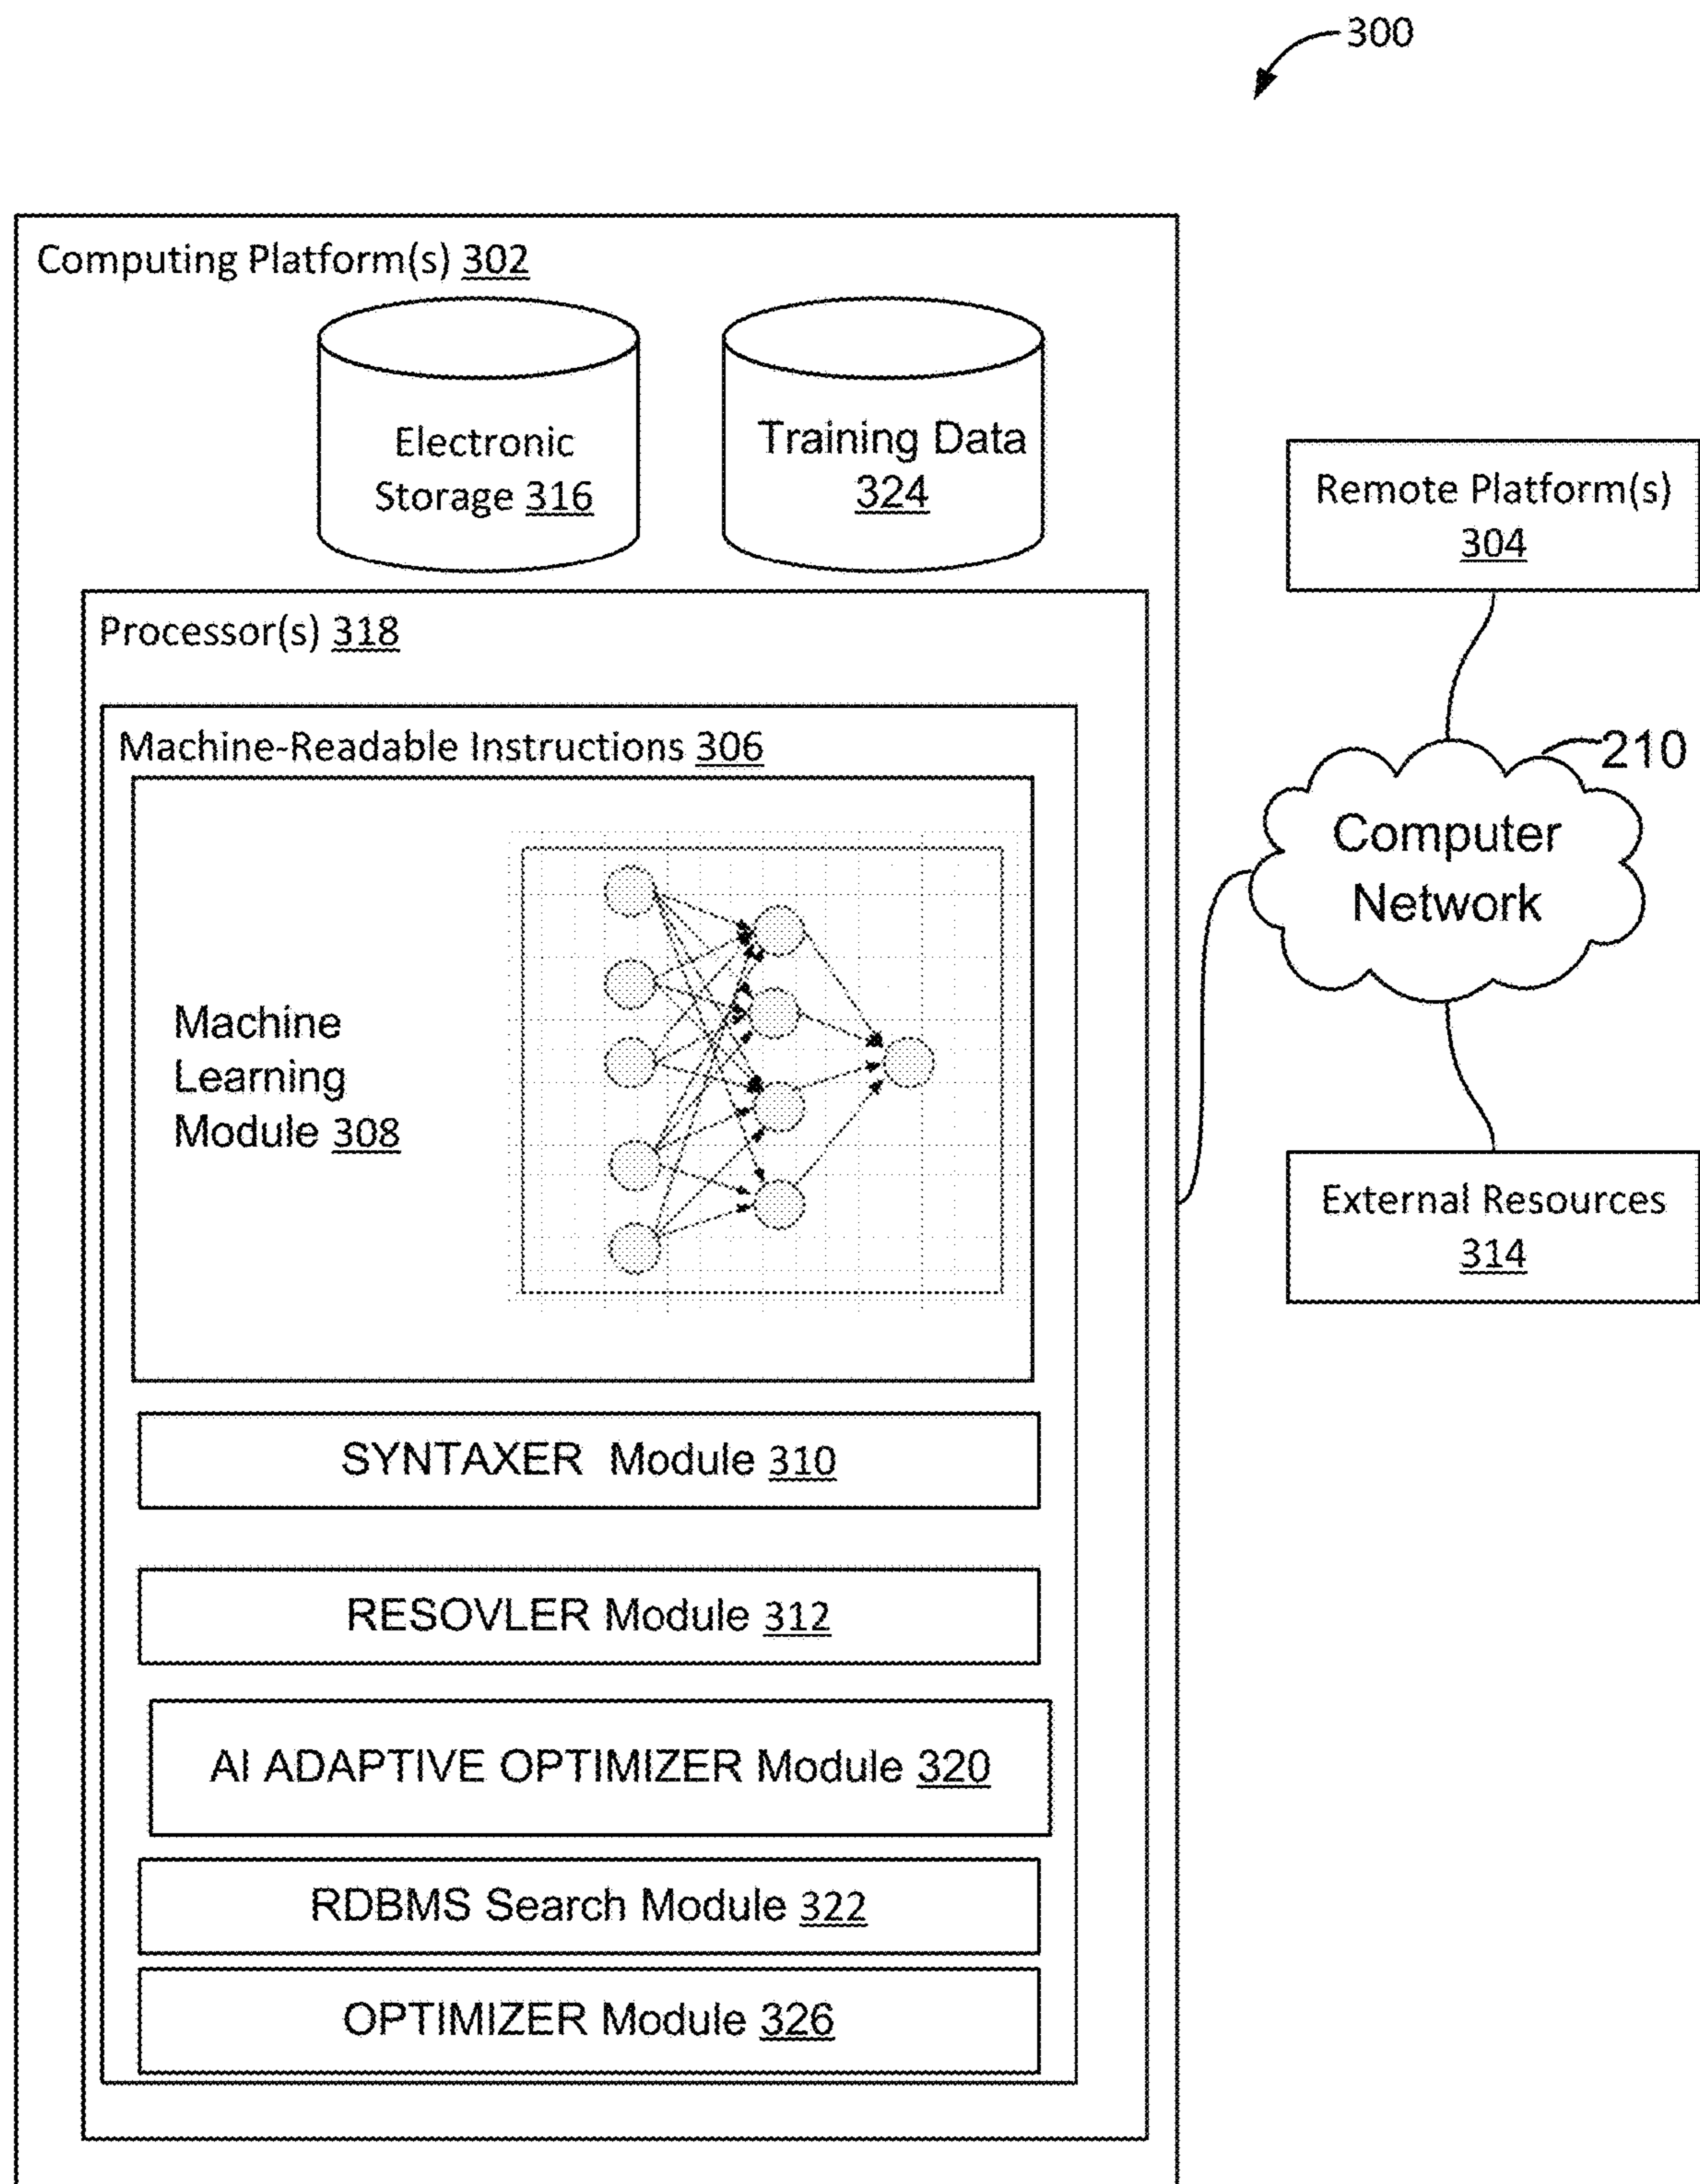 300
Computing Platform(s) 302
Electronic
Storage 316
Training Data
324
Remote Platform(s)
304
Processor(s) 318
Machine-Readable Instructions 306
210
Computer
Network
Machine
Learning
Module 308
External Resources
314
SYNTAXER Module 310
RESOVLER Module 312
AI ADAPTIVE OPTIMIZER Module 320
RDBMS Search Module 322
OPTIMIZER Module 326